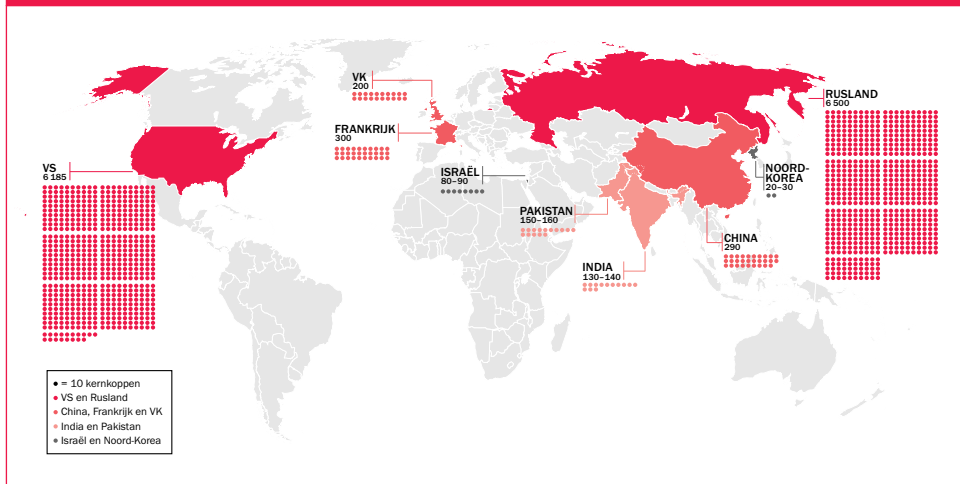 VK
200
FRANKRIJK
300
VS
6 185
ISRAËL
80–90
PAKISTAN
150–160
INDIA
130–140
RUSLAND
6 500
NOORD-
KOREA
20–30
CHINA
290
= 10 kernkoppen
VS en Rusland
China, Frankrijk en VK
India en Pakistan
Israël en Noord-Korea